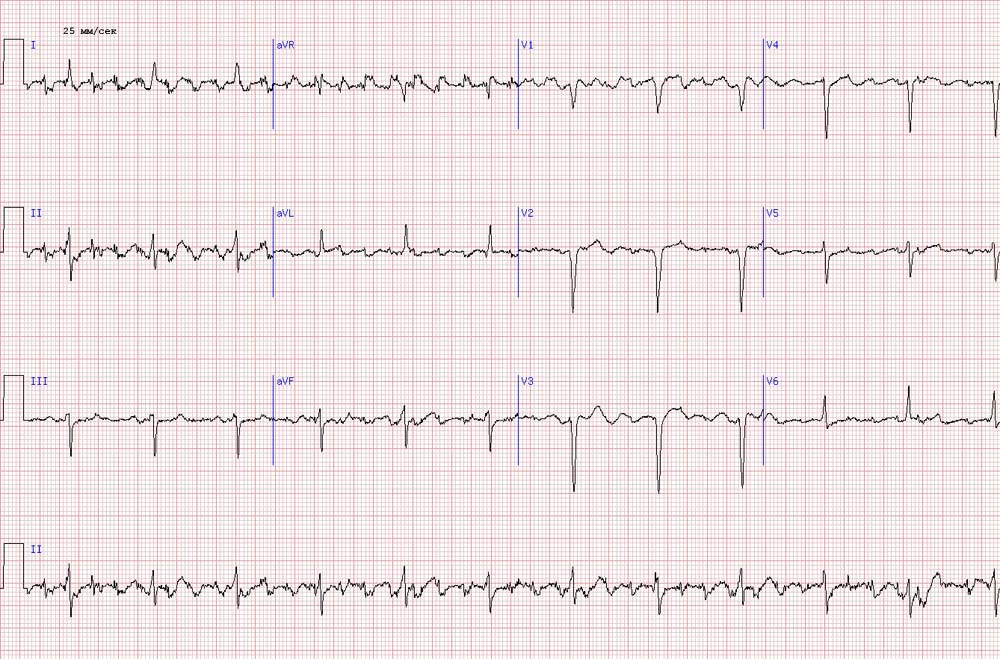 25 мм/сек
I aVR V1 V4
II aVL V2 V5
III aVF V3 V6
II